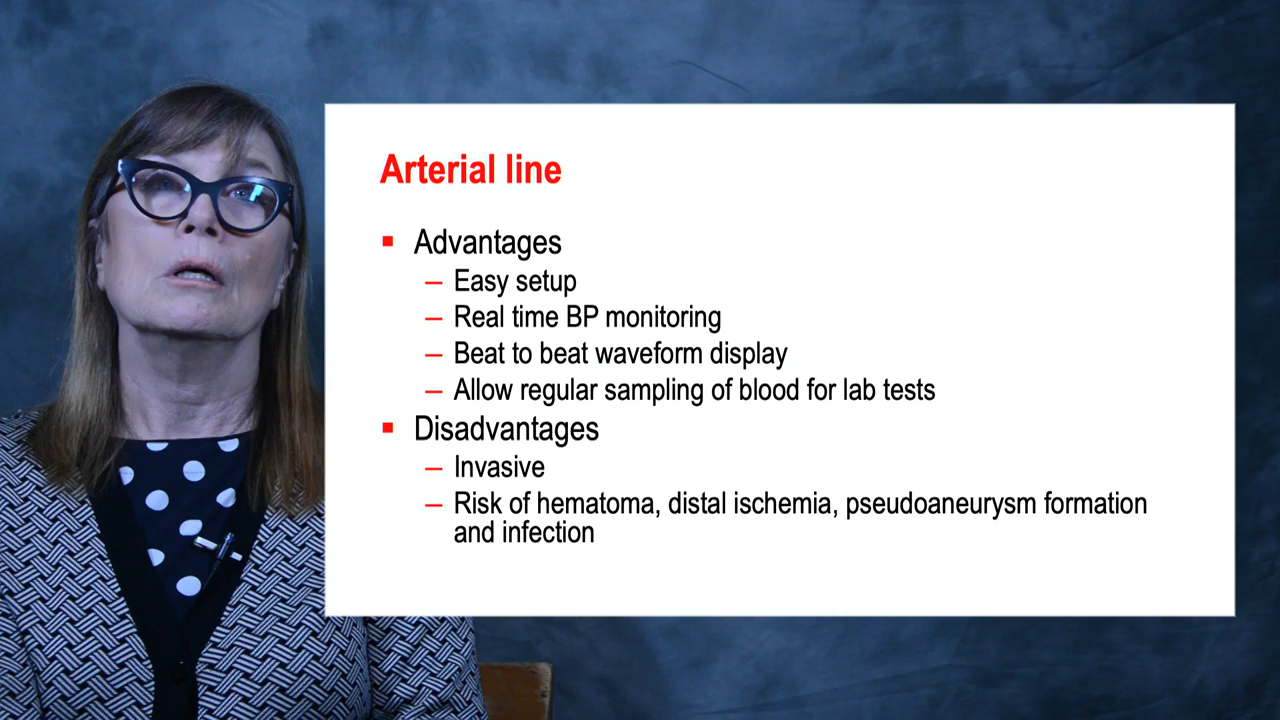 Arterial line
▪ Advantages
– Easy setup
– Real time BP monitoring
– Beat to beat waveform display
– Allow regular sampling of blood for lab tests
▪ Disadvantages
– Invasive
– Risk of hematoma, distal ischemia, pseudoaneurysm formation
and infection